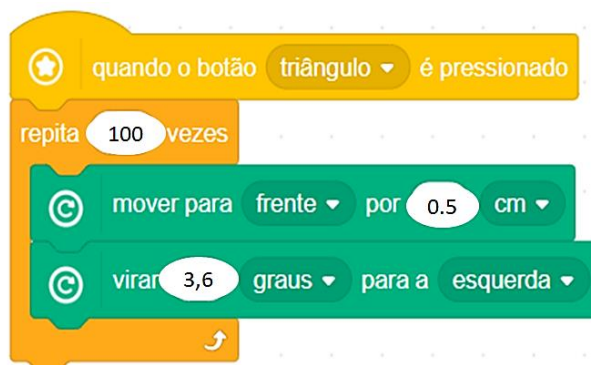 quando o botão triângulo é pressionado
repita 100 vezes
mover para frente por 0.5 cm
virar 3,6 graus para a esquerda